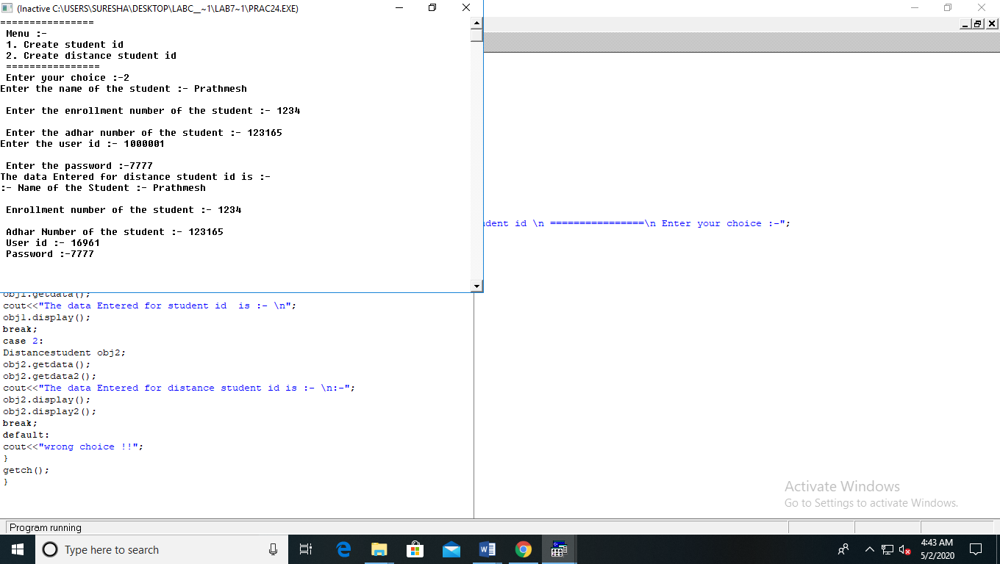 (Inactive C:\USERS\SURESHA\DESKTOP\LABC__~1\LAB7~1\PRAC24.EXE)
================
Menu :-
1. Create student id
2. Create distance student id
================
Enter your choice :-2
Enter the name of the student :- Prathmesh
Enter the enrollment number of the student :- 1234
Enter the adhar number of the student :- 123165
Enter the user id :- 1000001
Enter the password :-7777
The data Entered for distance student id is :-
:- Name of the Student :- Prathmesh
Enrollment number of the student :- 1234
Adhar Number of the student :- 123165
User id :- 16961
Password :-7777
udent id \n ================\n Enter your choice :-";
obj1.getdata();
cout<<"The data Entered for student id  is :- \n";
obj1.display();
break;
case 2:
Distancestudent obj2;
obj2.getdata();
obj2.getdata2();
cout<<"The data Entered for distance student id is :- \n:-";
obj2.display();
obj2.display2();
break;
default:
cout<<"wrong choice !!";
}
getch();
}
Activate Windows
Go to Settings to activate Windows.
Program running
Type here to search
4:43 AM
5/2/2020